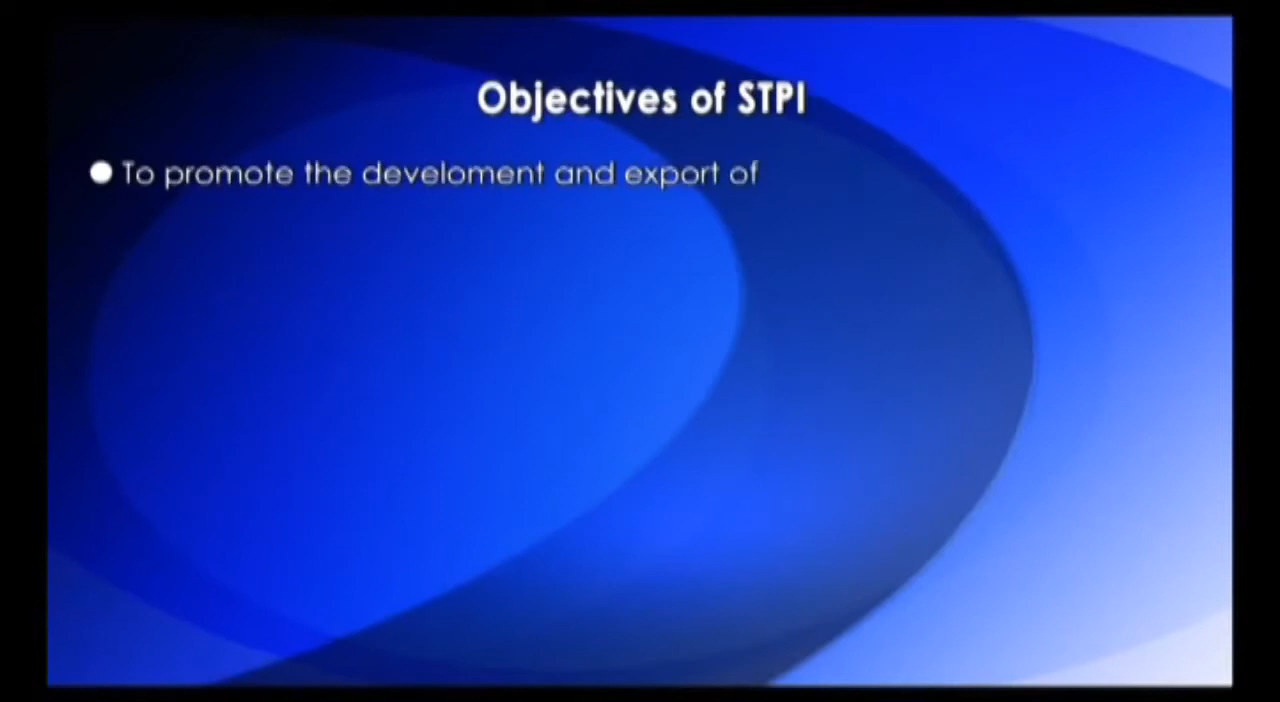 Objectives of STPI
● To promote the develoment and export of